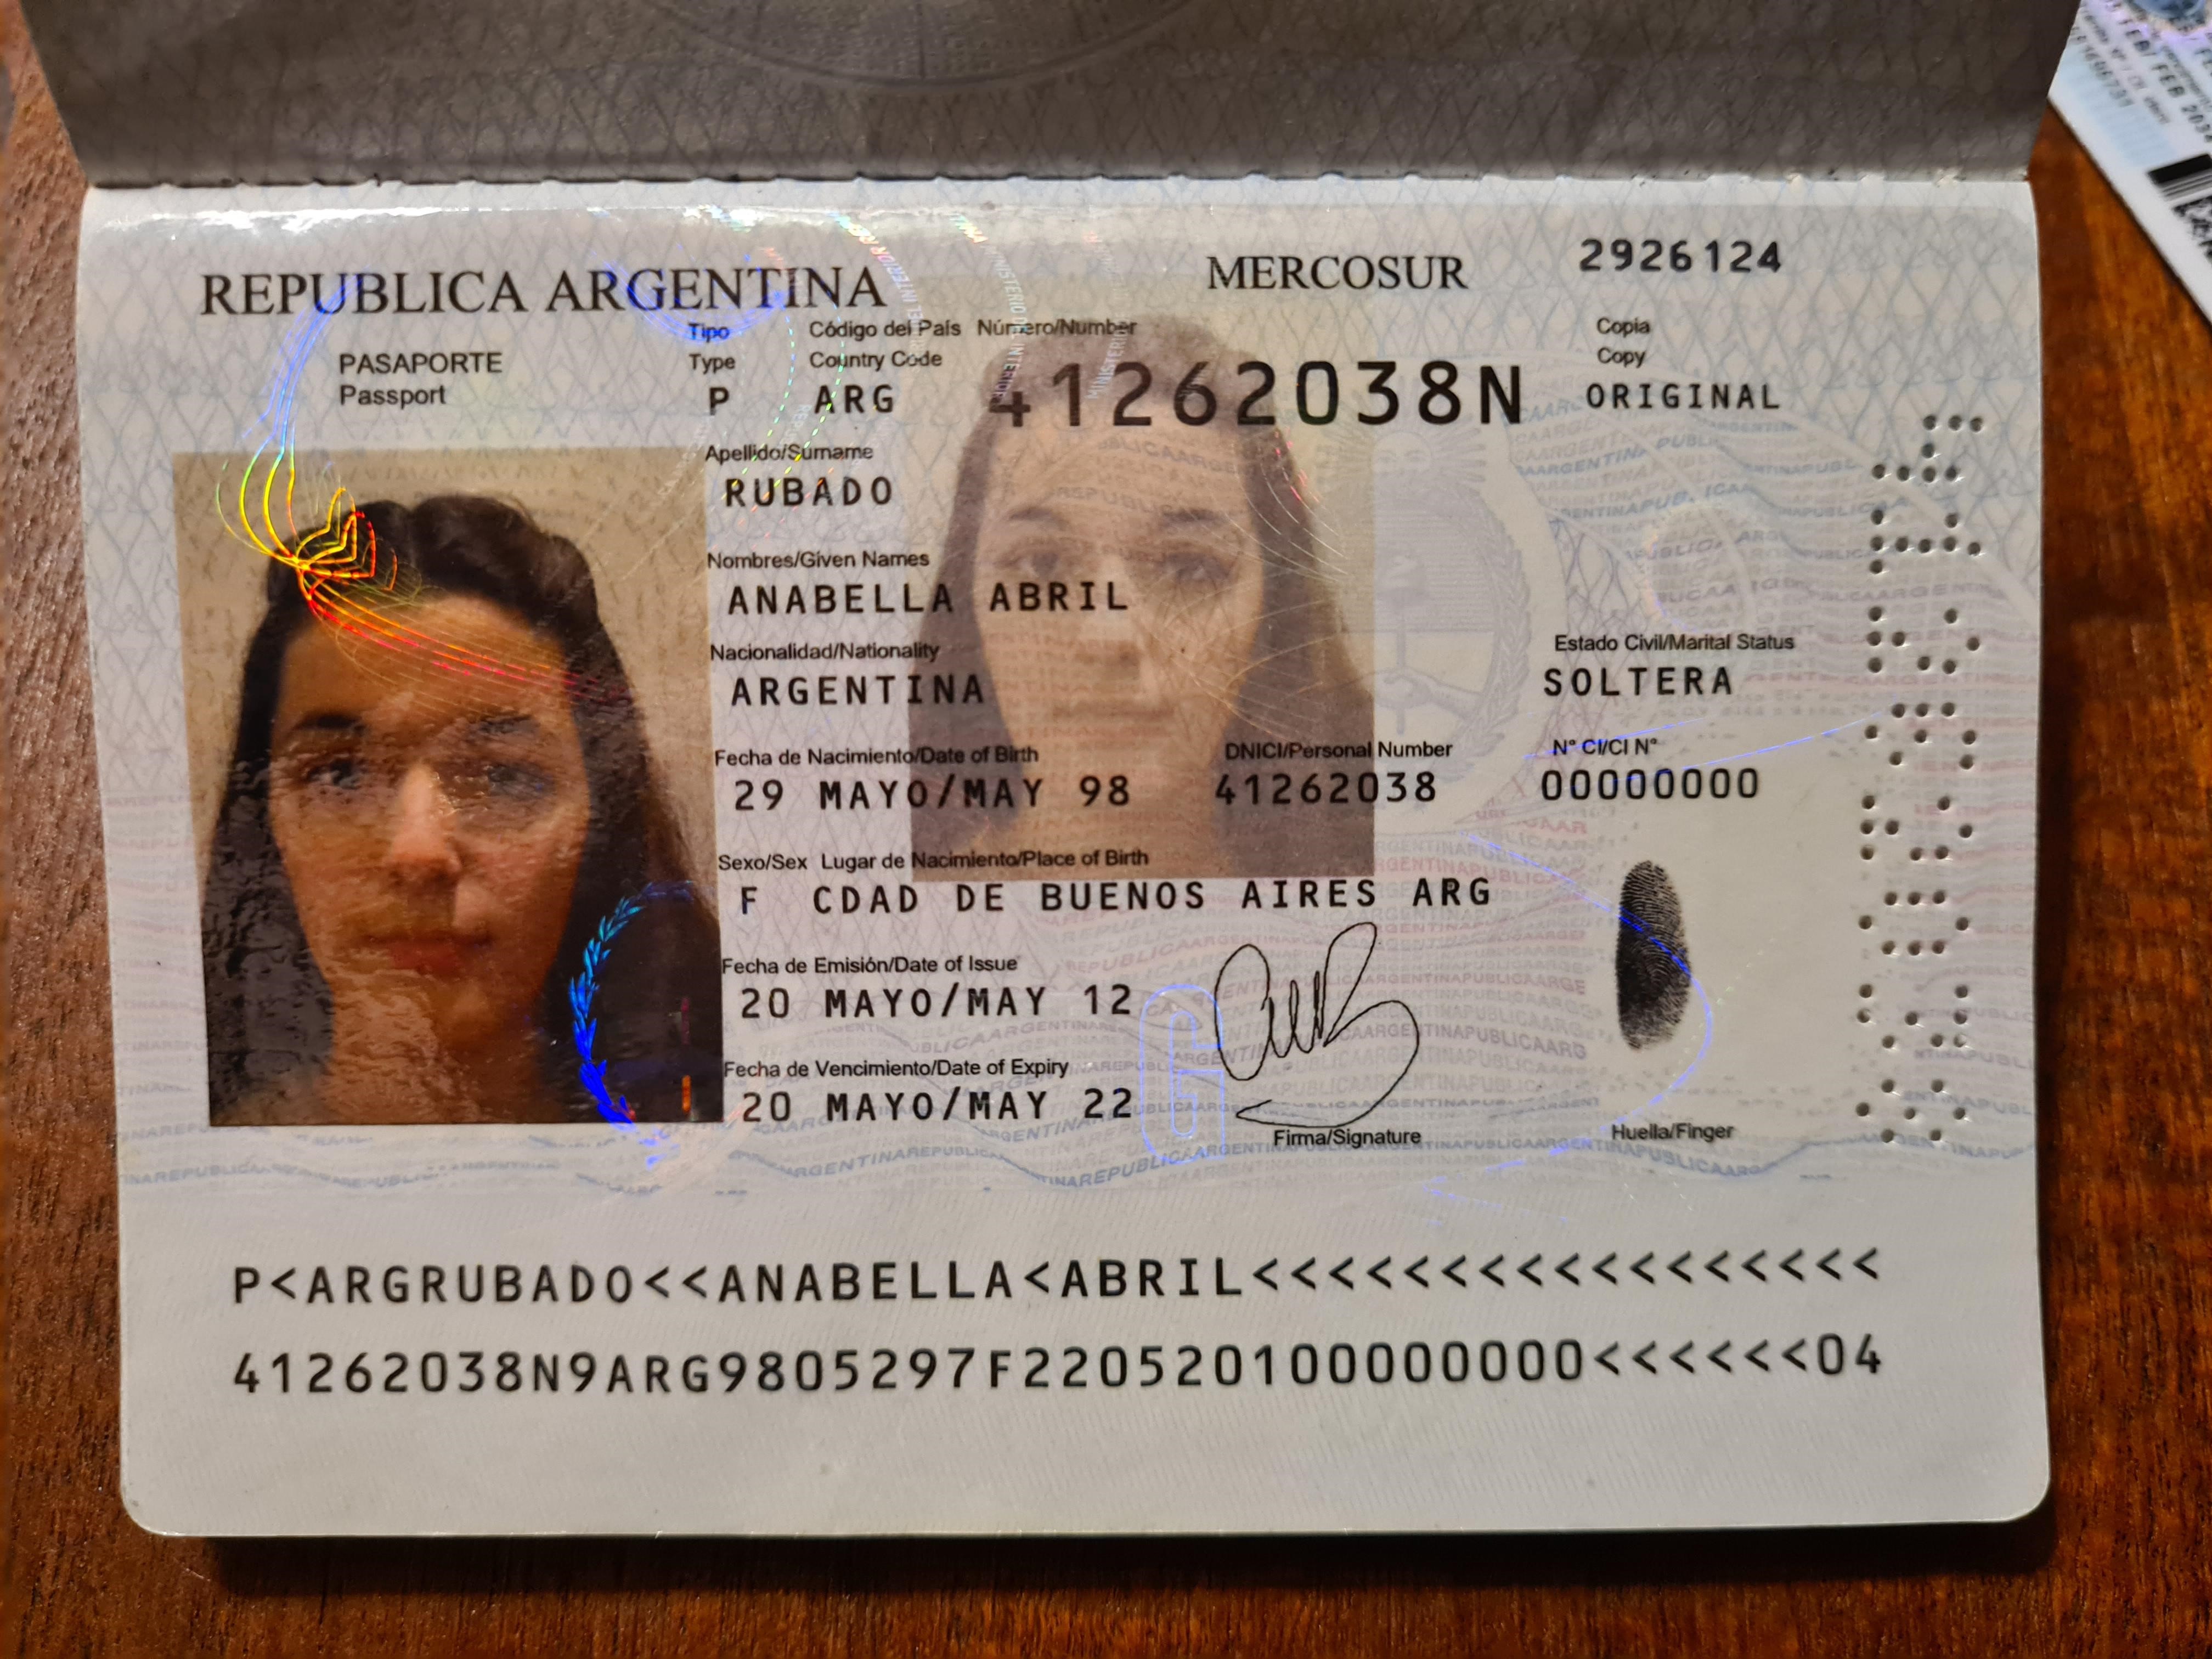 REPUBLICA ARGENTINA MERCOSUR 2926124
Tipo Código del País Número/Number Copia
PASAPORTE Type Country Code Copy
Passport P ARG 41262038N ORIGINAL
Apellido/Surname
RUBADO
Nombres/Given Names
ANABELLA ABRIL
Nacionalidad/Nationality Estado Civil/Marital Status
ARGENTINA SOLTERA
Fecha de Nacimiento/Date of Birth DNICI/Personal Number N° CI/CI N°
29 MAYO/MAY 98 41262038 00000000
Sexo/Sex Lugar de Nacimiento/Place of Birth
F CDAD DE BUENOS AIRES ARG
Fecha de Emisión/Date of Issue
20 MAYO/MAY 12
Fecha de Vencimiento/Date of Expiry
20 MAYO/MAY 22
Firma/Signature Huella/Finger
P<ARGRUBADO<<ANABELLA<ABRIL<<<<<<<<<<<<<<<<<
41262038N9ARG9805297F220520100000000<<<<<<04